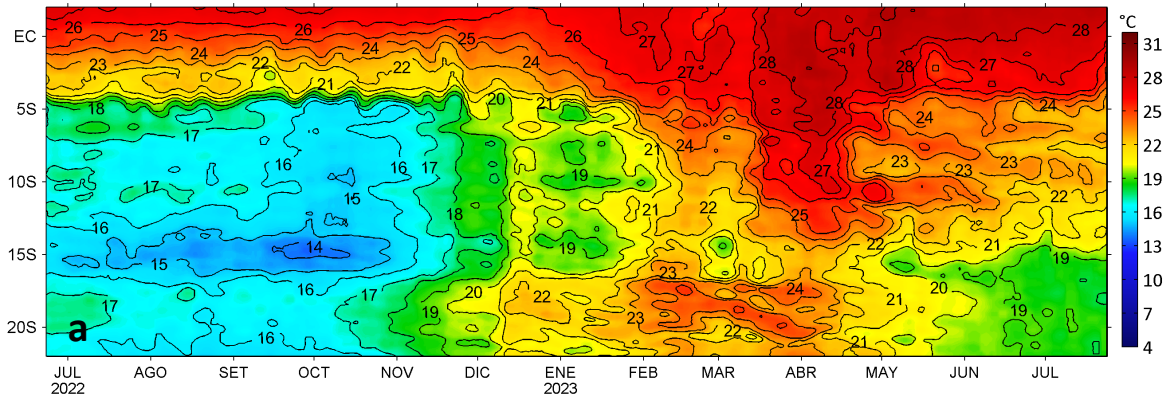 °C
26 25 26 24 25 26 27 28 28
EC
23 24 22 22 24 27 28 27
21 20 21 28 24
5S
18 17 24 24
16 16 17 21 23 23
10S
17 15 19 27
16 18 21 22 25
14 19 22 21 19
15S
15 16 23
17 20 22 24 21 20
19 23 19
20S
16 22 21
a
JUL AGO SET OCT NOV DIC ENE FEB MAR ABR MAY JUN JUL
2022 2023
31
28
25
22
19
16
13
10
7
4